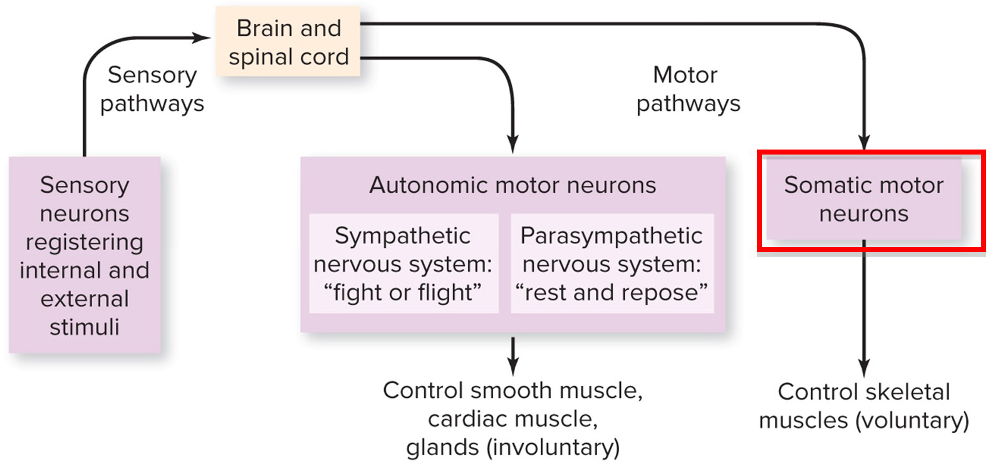 Brain and
spinal cord
Sensory
pathways
Motor
pathways
Sensory
neurons
registering
internal and
external
stimuli
Autonomic motor neurons
Sympathetic
nervous system:
“fight or flight”
Parasympathetic
nervous system:
“rest and repose”
Somatic motor
neurons
Control smooth muscle,
cardiac muscle,
glands (involuntary)
Control skeletal
muscles (voluntary)